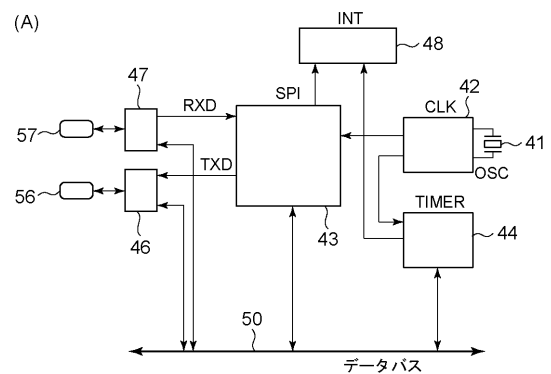 (A)
INT
48
47
RXD
SPI
CLK
42
57
41
OSC
TXD
TIMER
56
46
43
44
50
データバス